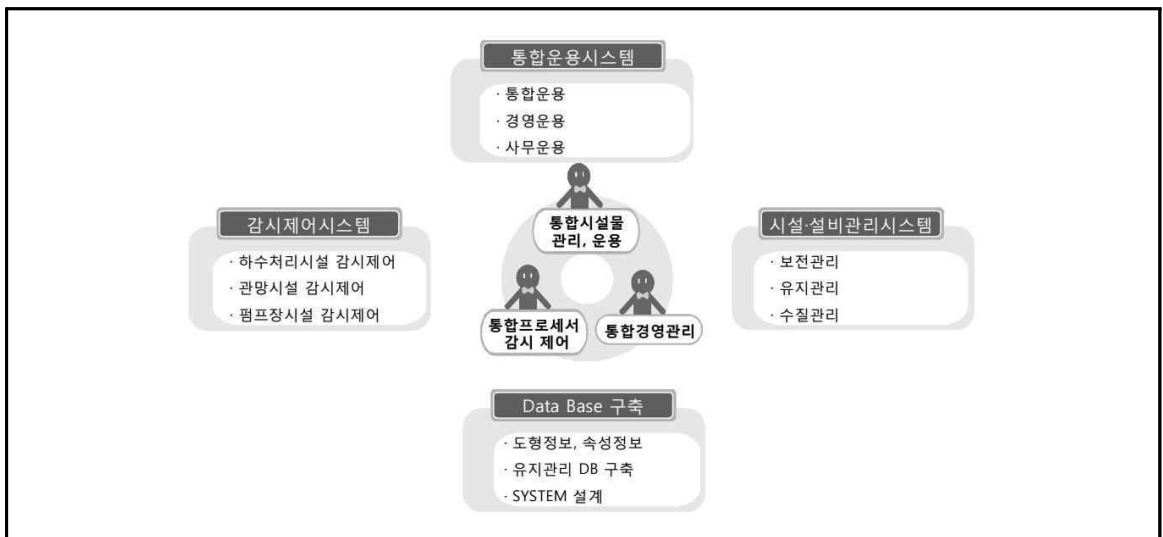 통합운용시스템
· 통합운용
· 경영운용
· 사무운용
감시제어시스템
· 하수처리시설 감시제어
· 관망시설 감시제어
· 펌프장시설 감시제어
통합시설물
관리, 운용
통합프로세서
감시 제어
통합경영관리
시설·설비관리시스템
· 보전관리
· 유지관리
· 수질관리
Data Base 구축
· 도형정보, 속성정보
· 유지관리 DB 구축
· SYSTEM 설계